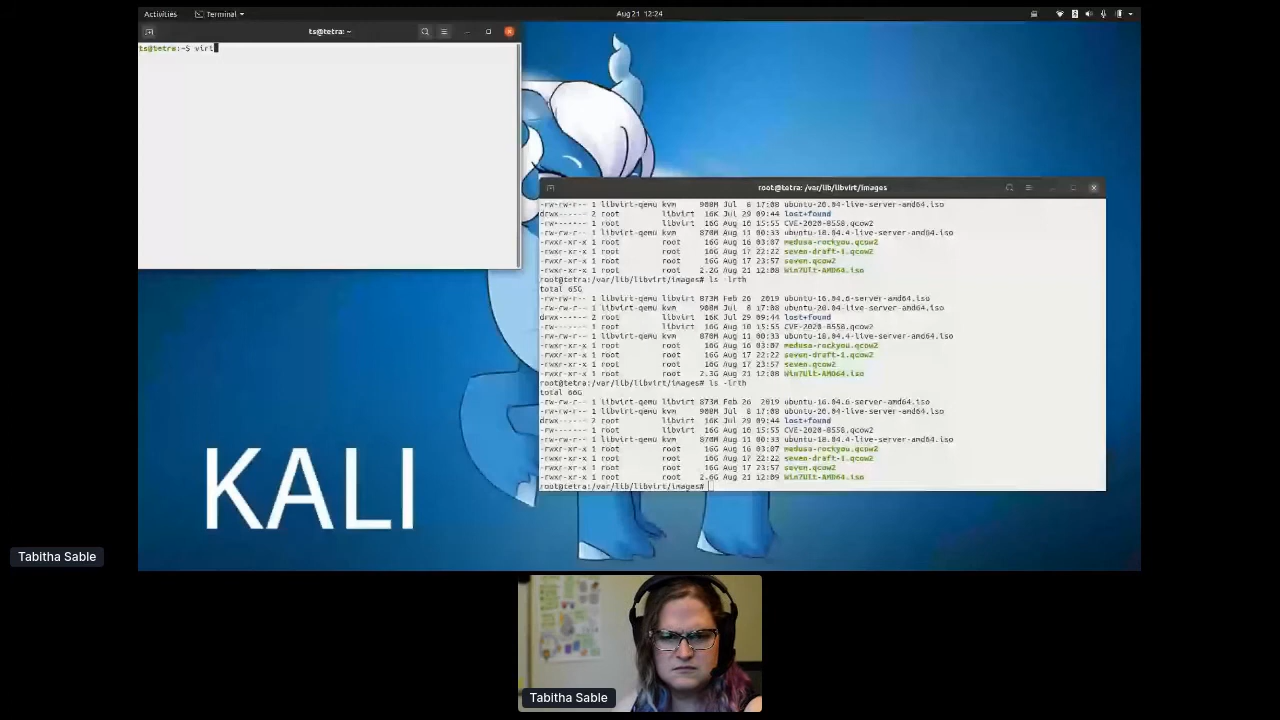 Activities Terminal Aug 21 12:24
ts@tetra: ~
ts@tetra:~$ virt
root@tetra: /var/lib/libvirt/images
-rw-rw-r-- 1 libvirt-qemu kvm 908M Jul 8 17:08 ubuntu-20.04-live-server-amd64.iso
drwx------ 2 root libvirt 16K Jul 29 09:44 lost+found
-rw------- 1 root root 16G Aug 10 15:55 CVE-2020-8558.qcow2
-rw-rw-r-- 1 libvirt-qemu kvm 870M Aug 11 00:33 ubuntu-18.04.4-live-server-amd64.iso
-rwxr-xr-x 1 root root 16G Aug 16 03:07 medusa-rockyou.qcow2
-rwxr-xr-x 1 root root 16G Aug 17 22:22 seven-draft-1.qcow2
-rwxr-xr-x 1 root root 16G Aug 17 23:57 seven.qcow2
-rwxr-xr-x 1 root root 2.2G Aug 21 12:08 Win7Ult-AMD64.iso
root@tetra:/var/lib/libvirt/images# ls -lrth
total 65G
-rw-rw-r-- 1 libvirt-qemu libvirt 873M Feb 26 2019 ubuntu-16.04.6-server-amd64.iso
-rw-rw-r-- 1 libvirt-qemu kvm 908M Jul 8 17:08 ubuntu-20.04-live-server-amd64.iso
drwx------ 2 root libvirt 16K Jul 29 09:44 lost+found
-rw------- 1 root root 16G Aug 10 15:55 CVE-2020-8558.qcow2
-rw-rw-r-- 1 libvirt-qemu kvm 870M Aug 11 00:33 ubuntu-18.04.4-live-server-amd64.iso
-rwxr-xr-x 1 root root 16G Aug 16 03:07 medusa-rockyou.qcow2
-rwxr-xr-x 1 root root 16G Aug 17 22:22 seven-draft-1.qcow2
-rwxr-xr-x 1 root root 16G Aug 17 23:57 seven.qcow2
-rwxr-xr-x 1 root root 2.3G Aug 21 12:08 Win7Ult-AMD64.iso
root@tetra:/var/lib/libvirt/images# ls -lrth
total 66G
-rw-rw-r-- 1 libvirt-qemu libvirt 873M Feb 26 2019 ubuntu-16.04.6-server-amd64.iso
-rw-rw-r-- 1 libvirt-qemu kvm 908M Jul 8 17:08 ubuntu-20.04-live-server-amd64.iso
drwx------ 2 root libvirt 16K Jul 29 09:44 lost+found
-rw------- 1 root root 16G Aug 10 15:55 CVE-2020-8558.qcow2
-rw-rw-r-- 1 libvirt-qemu kvm 870M Aug 11 00:33 ubuntu-18.04.4-live-server-amd64.iso
-rwxr-xr-x 1 root root 16G Aug 16 03:07 medusa-rockyou.qcow2
-rwxr-xr-x 1 root root 16G Aug 17 22:22 seven-draft-1.qcow2
-rwxr-xr-x 1 root root 16G Aug 17 23:57 seven.qcow2
-rwxr-xr-x 1 root root 2.6G Aug 21 12:09 Win7Ult-AMD64.iso
root@tetra:/var/lib/libvirt/images#
KALI
Tabitha Sable
Tabitha Sable